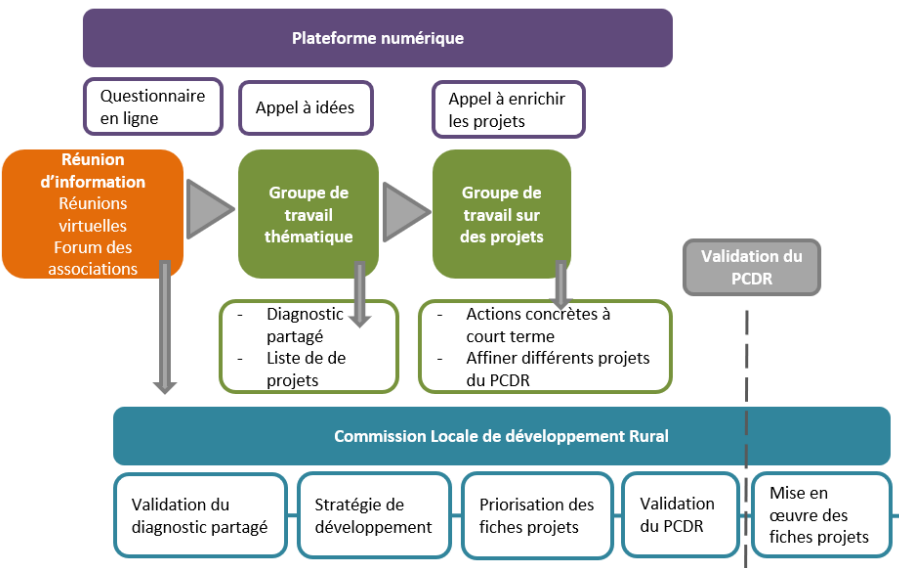 Plateforme numérique
Questionnaire
en ligne
Appel à idées
Appel à enrichir
les projets
Réunion
d'information
Réunions
virtuelles
Forum des
associations
Groupe de
travail
thématique
Groupe de
travail sur
des projets
Validation du
PCDR
- Diagnostic
partagé
- Liste de de
projets
- Actions concrètes à
court terme
- Affiner différents projets
du PCDR
Commission Locale de développement Rural
Validation du
diagnostic partagé
Stratégie de
développement
Priorisation des
fiches projets
Validation
du PCDR
Mise en
œuvre des
fiches projets